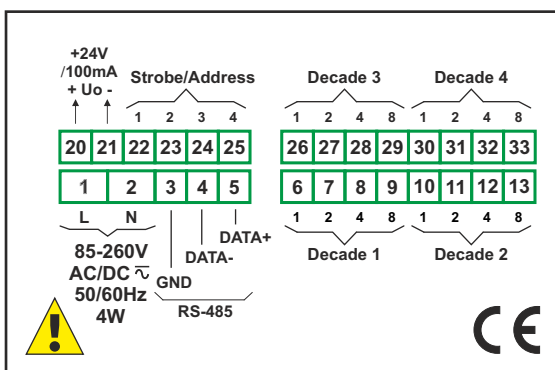 +24V
/100mA
+ Uo -
Strobe/Address
Decade 3
Decade 4
1 2 3 4
1 2 4 8
1 2 4 8
20 21 22 23 24 25
26 27 28 29 30 31 32 33
1 2 3 4 5
6 7 8 9 10 11 12 13
L N
1 2 4 8
1 2 4 8
Decade 1
Decade 2
85-260V
AC/DC
50/60Hz
4W
GND
DATA-
DATA+
RS-485
!
CE